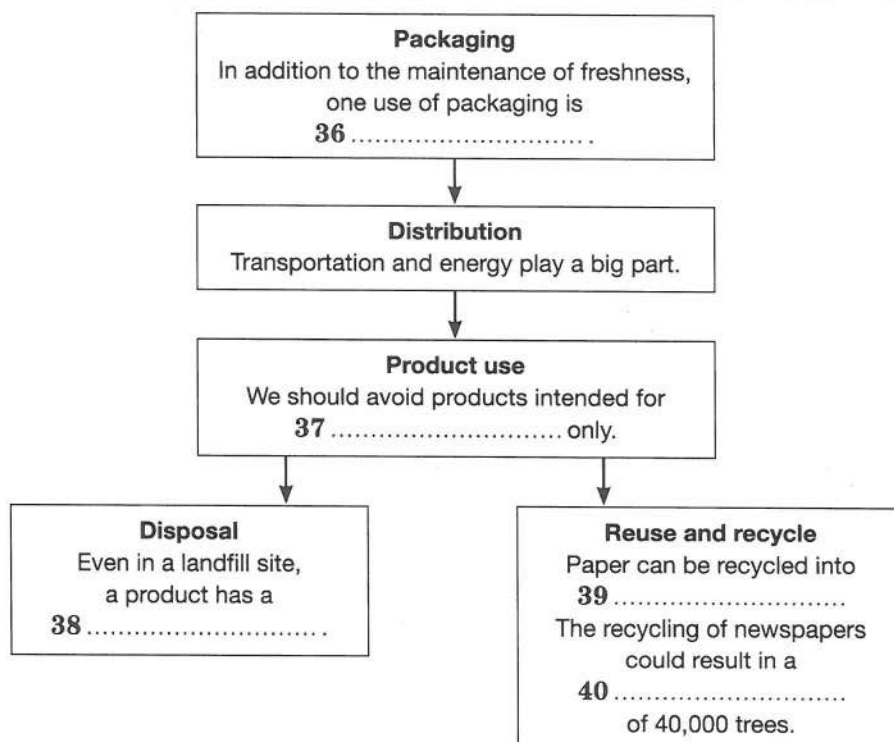 Packaging
In addition to the maintenance of freshness,
one use of packaging is
36 ..............................
Distribution
Transportation and energy play a big part.
Product use
We should avoid products intended for
37 ............................. only.
Disposal
Even in a landfill site,
a product has a
38 .............................. .
Reuse and recycle
Paper can be recycled into
39 .............................
The recycling of newspapers
could result in a
40 .............................
of 40,000 trees.